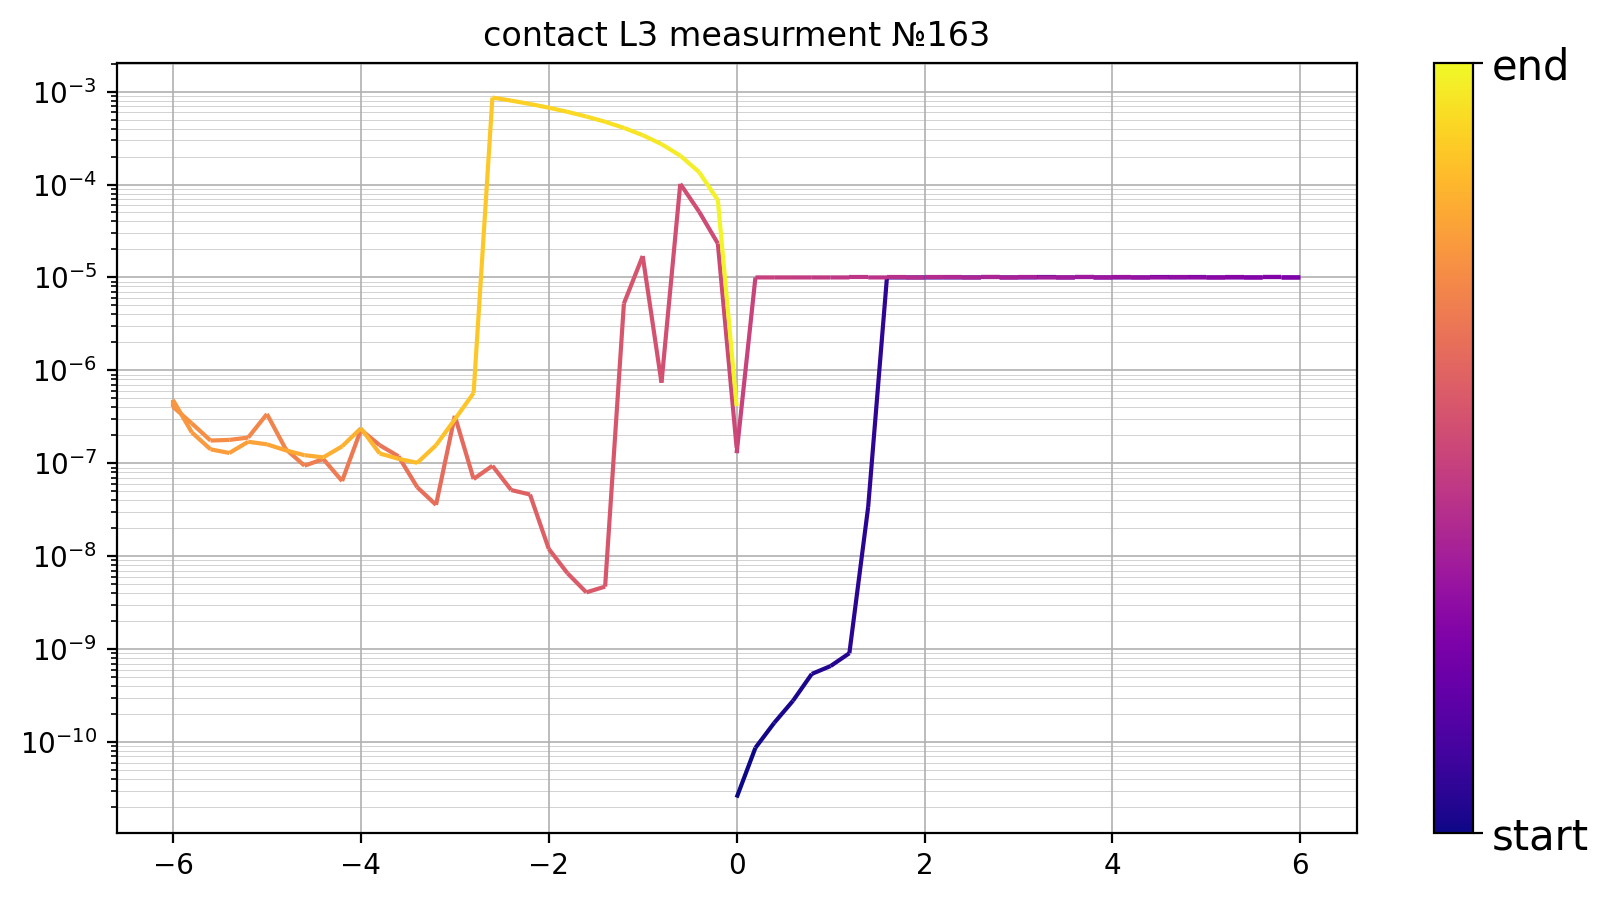 contact L3 measurment №163
10⁻³
10⁻⁴
10⁻⁵
10⁻⁶
10⁻⁷
10⁻⁸
10⁻⁹
10⁻¹⁰
−6 −4 −2 0 2 4 6
end
start